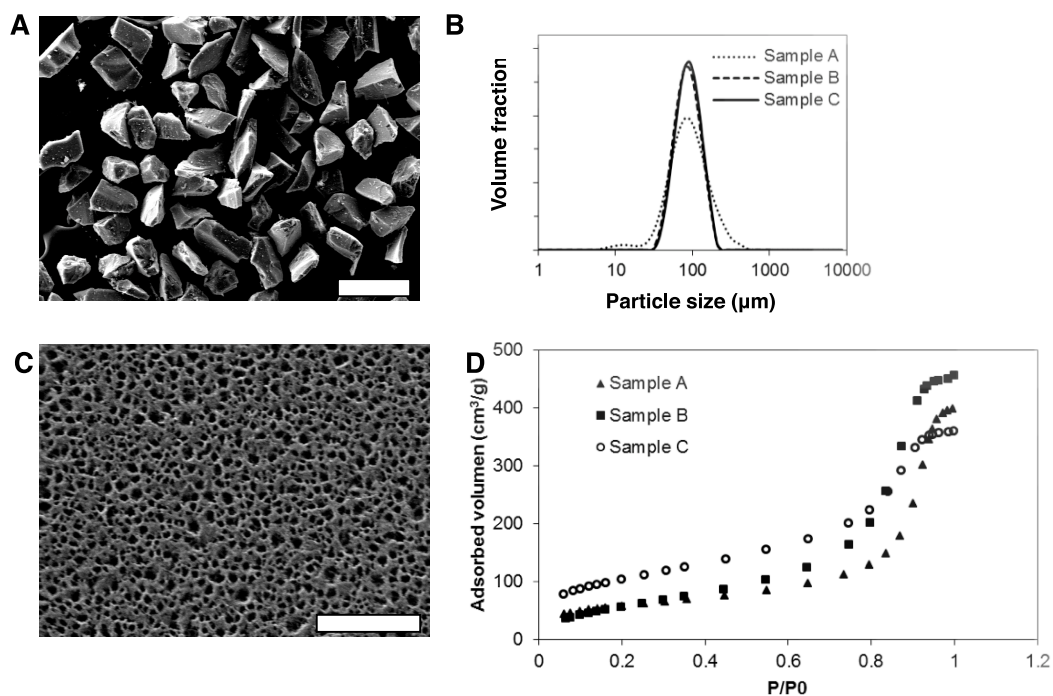 A
B
Volume fraction
Sample A
Sample B
Sample C
1
10
100
1000
10000
Particle size (µm)
C
D
Adsorbed volumen (cm³/g)
500
400
300
200
100
0
Sample A
Sample B
Sample C
0
0.2
0.4
0.6
0.8
1
1.2
P/P0